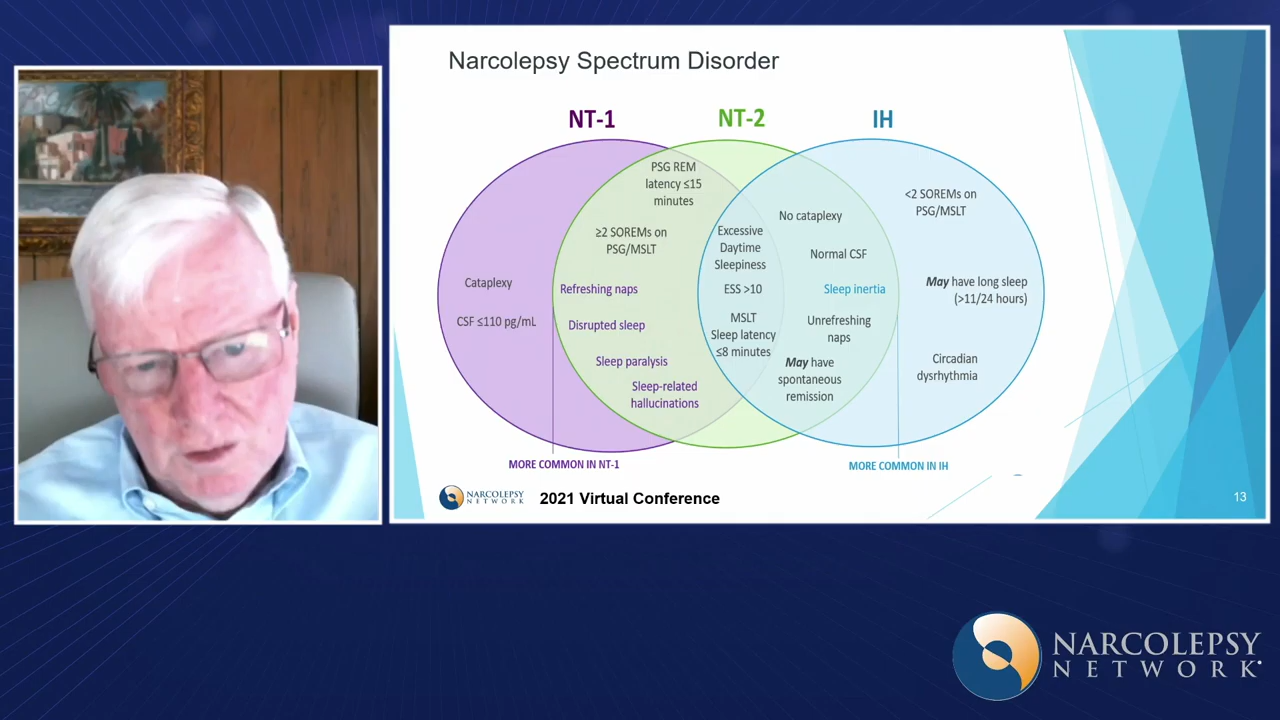 Narcolepsy Spectrum Disorder
NT-1
NT-2
IH
Cataplexy
CSF ≤110 pg/mL
PSG REM
latency ≤15
minutes
≥2 SOREMs on
PSG/MSLT
Refreshing naps
Disrupted sleep
Sleep paralysis
Sleep-related
hallucinations
Excessive
Daytime
Sleepiness
ESS >10
MSLT
Sleep latency
≤8 minutes
No cataplexy
Normal CSF
Sleep inertia
Unrefreshing
naps
May have
spontaneous
remission
<2 SOREMs on
PSG/MSLT
May have long sleep
(>11/24 hours)
Circadian
dysrhythmia
MORE COMMON IN NT-1
MORE COMMON IN IH
NARCOLEPSY
NETWORK
2021 Virtual Conference
13
NARCOLEPSY
NETWORK